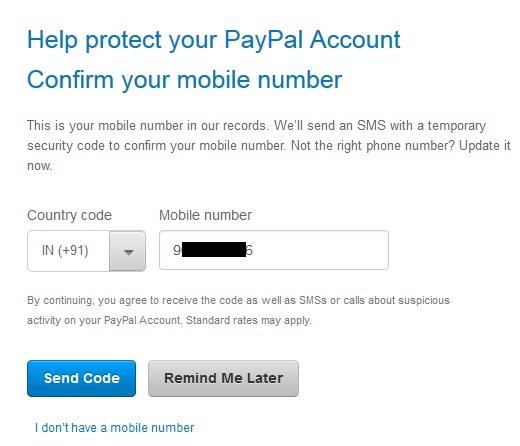 Help protect your PayPal Account
Confirm your mobile number
This is your mobile number in our records. We'll send an SMS with a temporary
security code to confirm your mobile number. Not the right phone number? Update it
now.
Country code Mobile number
IN (+91) 9 6
By continuing, you agree to receive the code as well as SMSs or calls about suspicious
activity on your PayPal Account. Standard rates may apply.
Send Code Remind Me Later
I don't have a mobile number